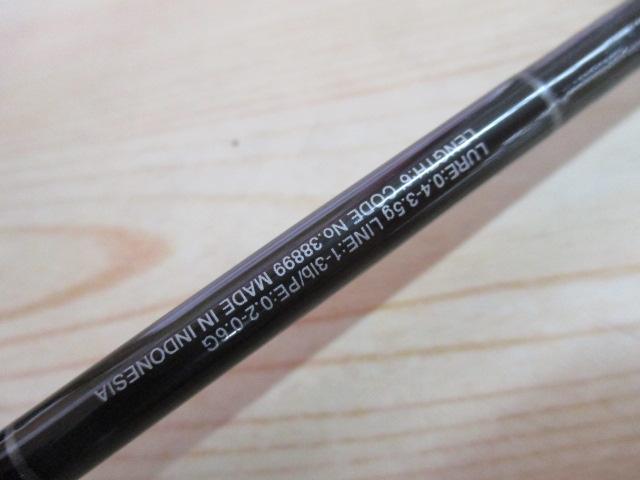 LURE:0.4-3.5g LINE:1-3lb/PE:0.2-0.6G
LENGTH:6 CODE No.38899 MADE IN INDONESIA